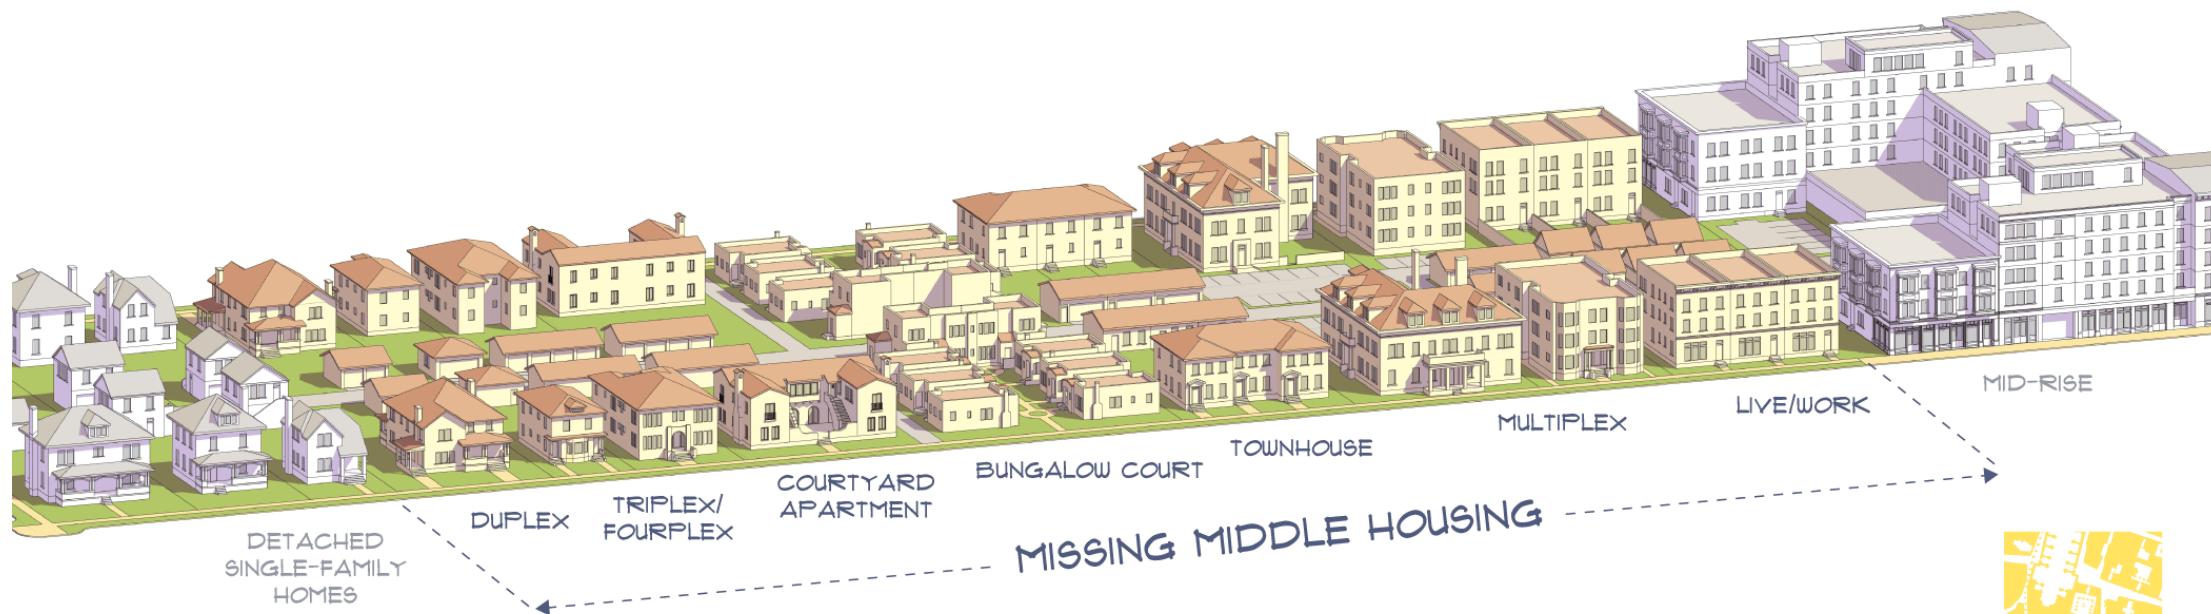 DETACHED
SINGLE-FAMILY
HOMES
DUPLEX
TRIPLEX/
FOURPLEX
COURTYARD
APARTMENT
BUNGALOW COURT
TOWNHOUSE
MULTIPLEX
LIVE/WORK
MID-RISE
MISSING MIDDLE HOUSING